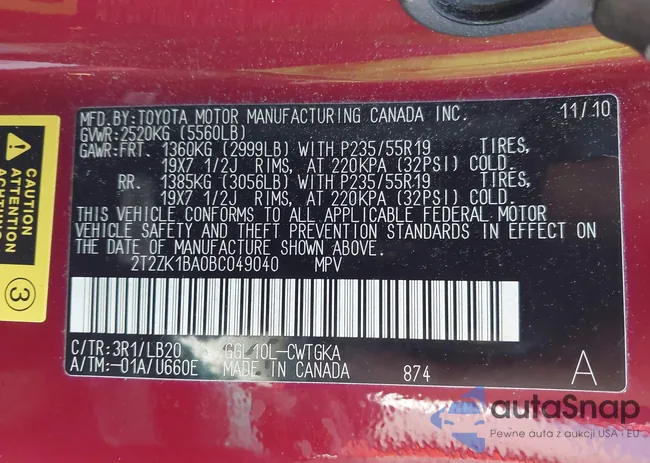 MFD. BY: TOYOTA MOTOR MANUFACTURING CANADA INC. 11/10
GVWR: 2520KG (5560LB)
GAWR: FRT. 1360KG (2999LB) WITH P235/55R19 TIRES,
19X7 1/2J RIMS, AT 220KPA (32PSI) COLD.
RR. 1385KG (3056LB) WITH P235/55R19 TIRES,
19X7 1/2J RIMS, AT 220KPA (32PSI) COLD.
THIS VEHICLE CONFORMS TO ALL APPLICABLE FEDERAL MOTOR
VEHICLE SAFETY AND THEFT PREVENTION STANDARDS IN EFFECT ON
THE DATE OF MANUFACTURE SHOWN ABOVE.
2T2ZK1BA0BC049040 MPV
C/TR: 3R1/LB20 GGL10L-CWTGKA
A/TM: -01A/U660E MADE IN CANADA 874 A
CAUTION
ATTENTION
ACHTUNG
3
autaSnap
Pewne auta z aukcji USA i EU